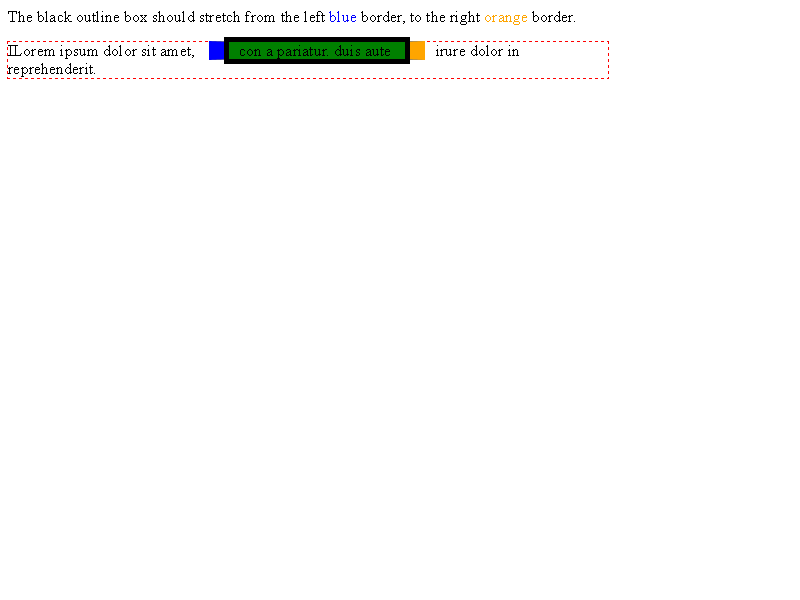 The black outline box should stretch from the left blue border, to the right orange border.
Lorem ipsum dolor sit amet, con a pariatur. duis aute irure dolor in
reprehenderit.